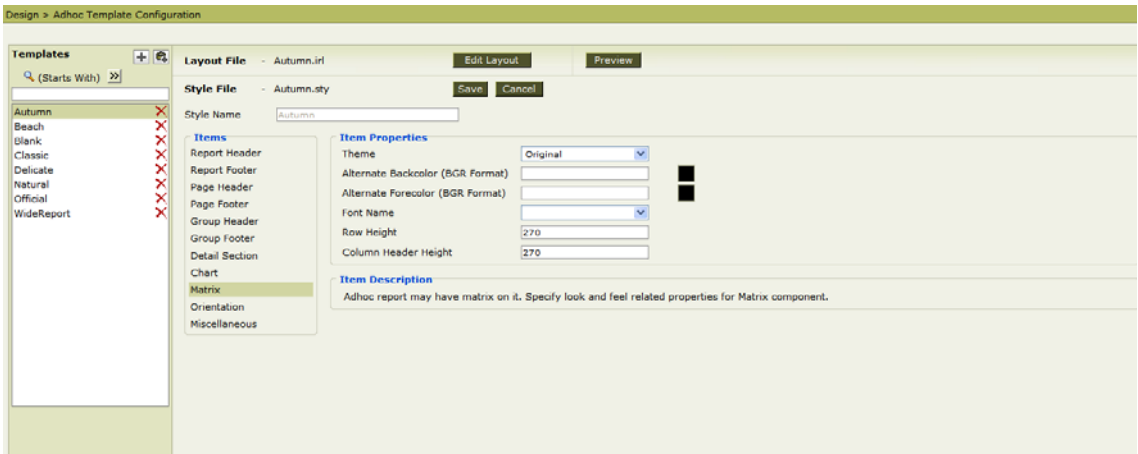 Design > Adhoc Template Configuration
Templates
(Starts With)
Autumn
Beach
Blank
Classic
Delicate
Natural
Official
WideReport
Layout File - Autumn.irl Edit Layout Preview
Style File - Autumn.sty Save Cancel
Style Name Autumn
Items
Report Header
Report Footer
Page Header
Page Footer
Group Header
Group Footer
Detail Section
Chart
Matrix
Orientation
Miscellaneous
Item Properties
Theme Original
Alternate Backcolor (BGR Format)
Alternate Forecolor (BGR Format)
Font Name
Row Height 270
Column Header Height 270
Item Description
Adhoc report may have matrix on it. Specify look and feel related properties for Matrix component.